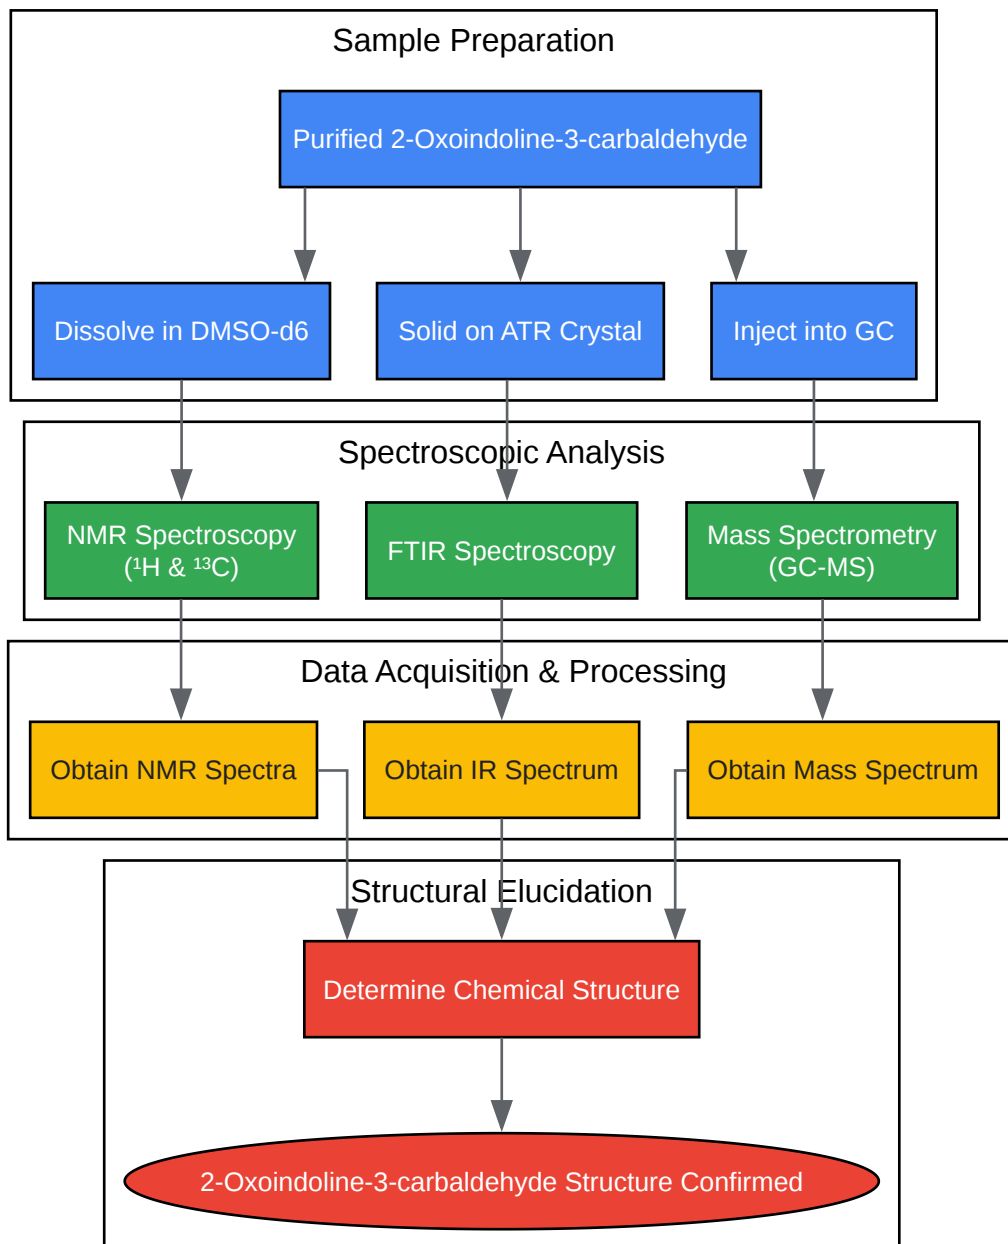 Sample Preparation
Purified 2-Oxoindoline-3-carbaldehyde
Dissolve in DMSO-d6
Solid on ATR Crystal
Inject into GC
Spectroscopic Analysis
NMR Spectroscopy
(¹H & ¹³C)
FTIR Spectroscopy
Mass Spectrometry
(GC-MS)
Data Acquisition & Processing
Obtain NMR Spectra
Obtain IR Spectrum
Obtain Mass Spectrum
Structural Elucidation
Determine Chemical Structure
2-Oxoindoline-3-carbaldehyde Structure Confirmed